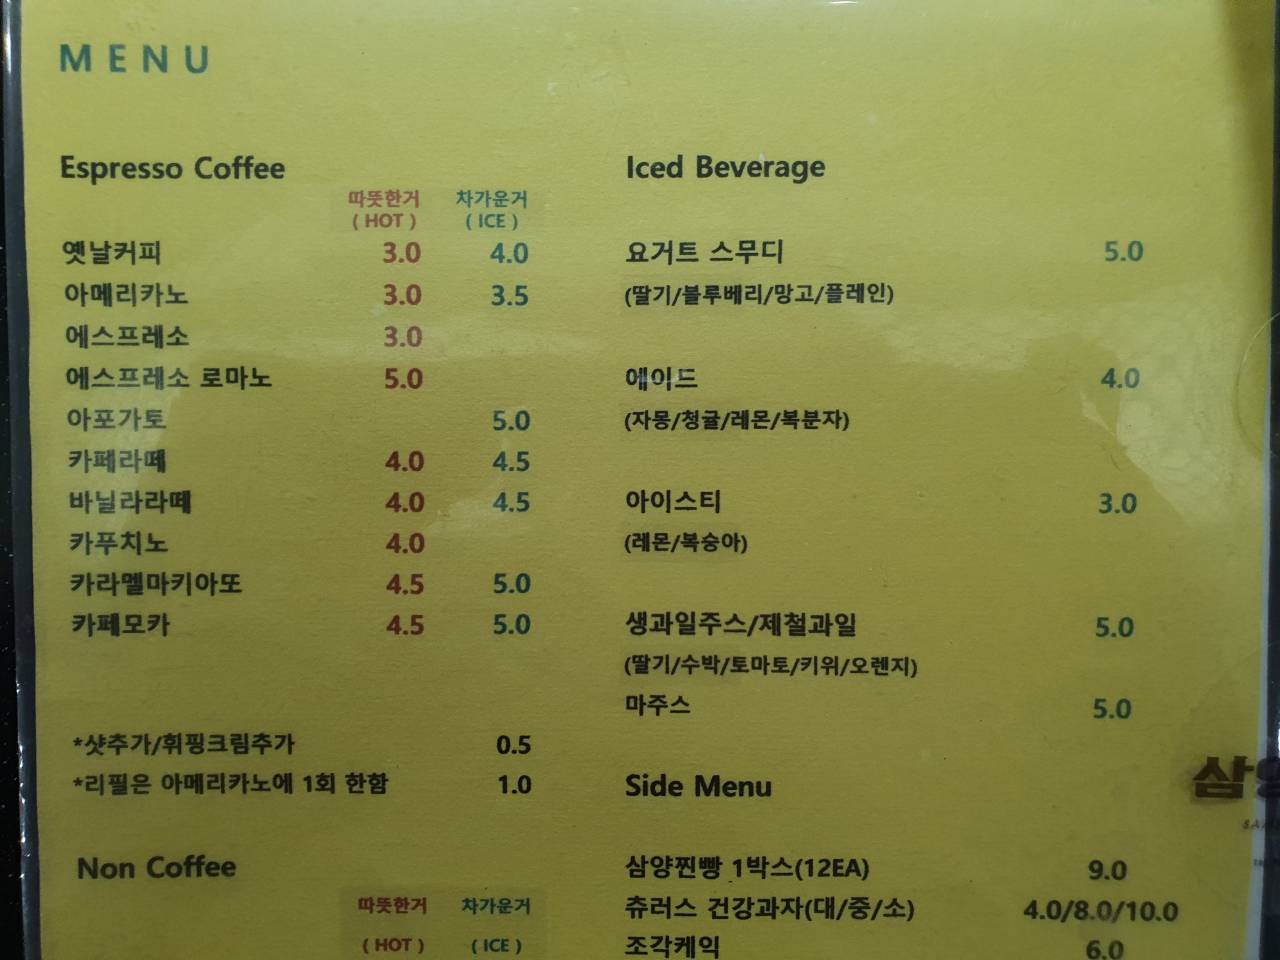 MENU
Espresso Coffee
따뜻한거 차가운거
( HOT ) ( ICE )
옛날커피 3.0 4.0
아메리카노 3.0 3.5
에스프레소 3.0
에스프레소 로마노 5.0
아포가토 5.0
카페라떼 4.0 4.5
바닐라라떼 4.0 4.5
카푸치노 4.0
카라멜마키아또 4.5 5.0
카페모카 4.5 5.0
*샷추가/휘핑크림추가 0.5
*리필은 아메리카노에 1회 한함 1.0
Non Coffee
따뜻한거 차가운거
( HOT ) ( ICE )
Iced Beverage
요거트 스무디 5.0
(딸기/블루베리/망고/플레인)
에이드 4.0
(자몽/청귤/레몬/복분자)
아이스티 3.0
(레몬/복숭아)
생과일주스/제철과일 5.0
(딸기/수박/토마토/키위/오렌지)
마주스 5.0
Side Menu
삼양찐빵 1박스(12EA) 9.0
츄러스 건강과자(대/중/소) 4.0/8.0/10.0
조각케익 6.0
삼